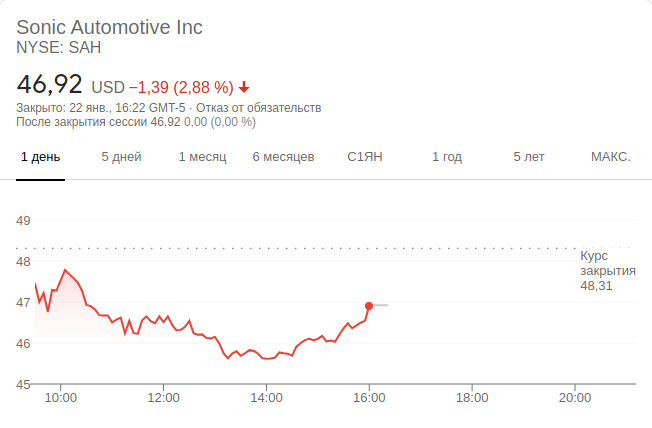 Sonic Automotive Inc
NYSE: SAH
46,92 USD −1,39 (2,88 %)
Закрыто: 22 янв., 16:22 GMT-5 · Отказ от обязательств
После закрытия сессии 46,92 0,00 (0,00 %)
1 день 5 дней 1 месяц 6 месяцев С1ЯН 1 год 5 лет МАКС.
49
48
47
46
45
Курс
закрытия
48,31
10:00 12:00 14:00 16:00 18:00 20:00